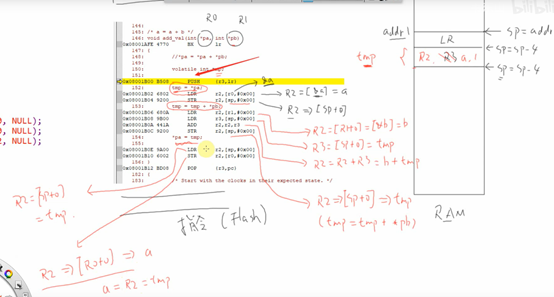 R0 R1
144:
145: /* a = a + b */
146: void add_val(int *pa, int *pb)
0x08001AFE 4770 BX lr
147: {
148: //*pa = *pa + *pb;
149:
150: volatile int tmp;
151:
0x08001B00 B508 PUSH {r3,lr}
152: tmp = *pa;
0x08001B02 6802 LDR r2,[r0,#0x00]
0x08001B04 9200 STR r2,[sp,#0x00]
153: tmp = tmp + *pb;
0x08001B06 680A LDR r2,[r1,#0x00]
0x08001B08 9B00 LDR r3,[sp,#0x00]
0x08001B0A 441A ADD r2,r2,r3
0x08001B0C 9200 STR r2,[sp,#0x00]
154: *pa = tmp;
155:
0x08001B0E 9A00 LDR r2,[sp,#0x00]
0x08001B10 6002 STR r2,[r0,#0x00]
156: }
0x08001B12 BD08 POP {r3,pc}
* Start with the clocks in their expected state. */
0, NULL);
0, NULL);
2, NULL);
&a
R2=[&a]=a
R2⇒[SP+0]
R2=[R1+0]=[&b]=b
R3=[SP+0]=tmp
R2=R2+R3=b+tmp
R2⇒[SP+0]⇒tmp
(tmp=tmp+*pb)
R2=[SP+0]
=tmp
R2⇒[R0+0]⇒a
a=R2=tmp
(Flash)
addr1
SP=addr
LR
SP=SP-4
tmp
{
R2, R3 a,
SP=SP-4
RAM